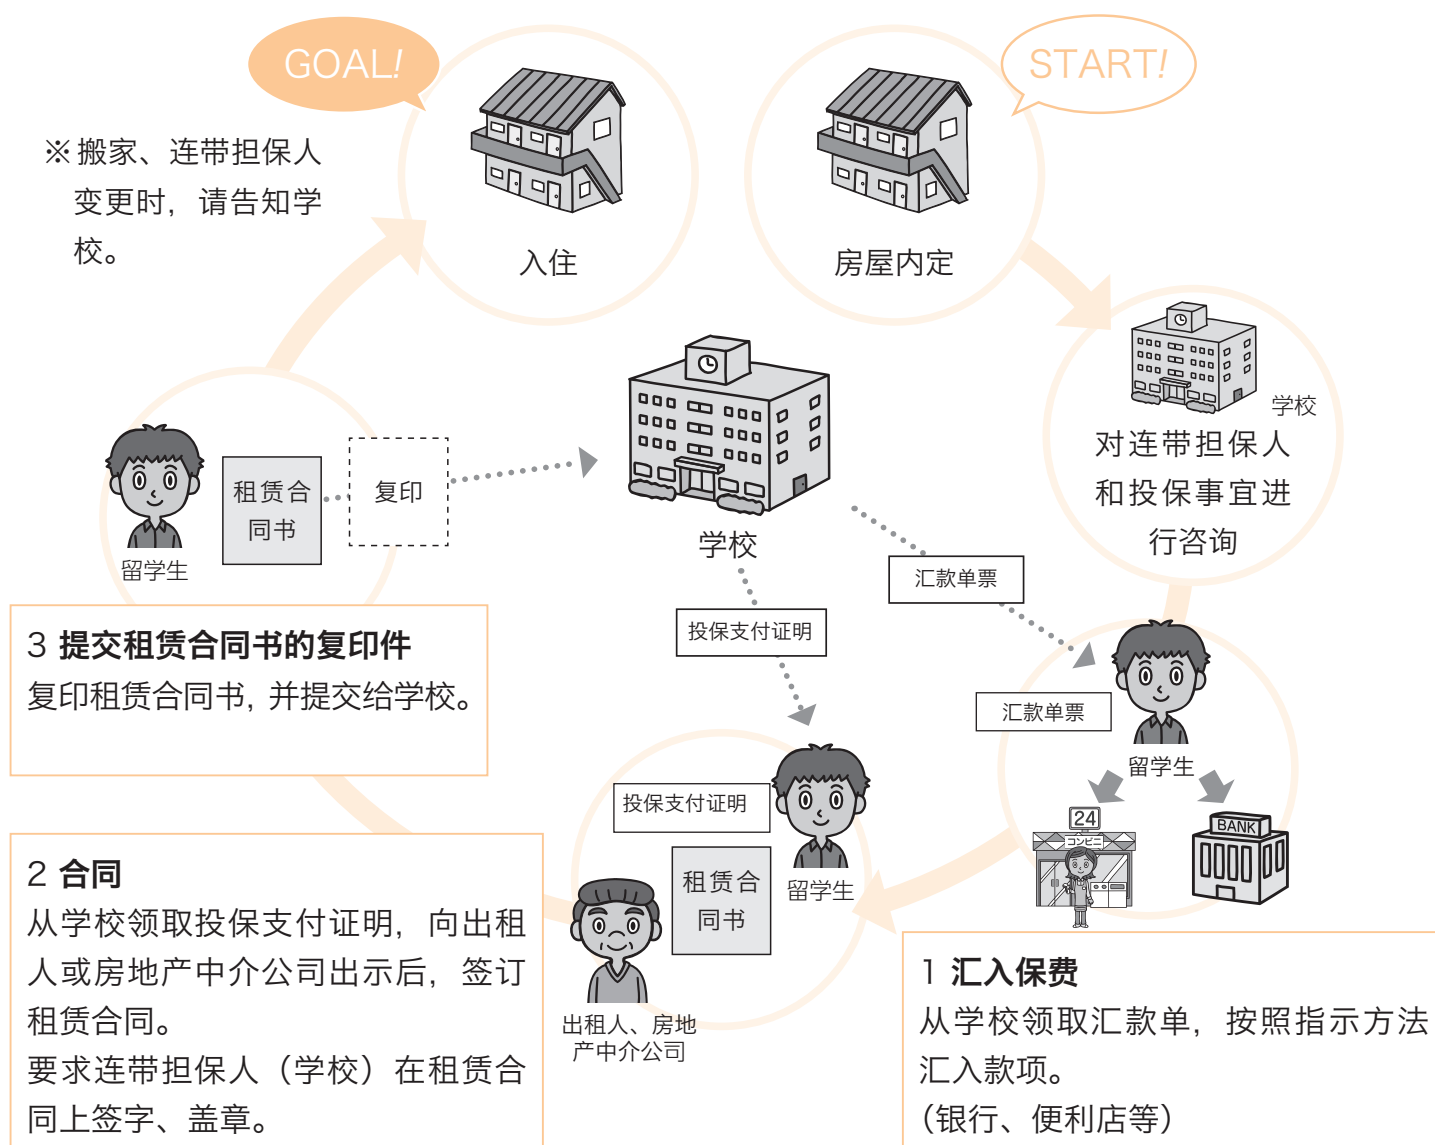 GOAL!
START!
※搬家、连带担保人
变更时，请告知学
校。
入住
房屋内定
学校
对连带担保人
和投保事宜进
行咨询
租赁合
同书
复印
留学生
学校
汇款单票
投保支付证明
汇款单票
留学生
3 提交租赁合同书的复印件
复印租赁合同书，并提交给学校。
投保支付证明
租赁合
同书
留学生
24
コンビニ
BANK
出租人、房地
产中介公司
2 合同
从学校领取投保支付证明，向出租
人或房地产中介公司出示后，签订
租赁合同。
要求连带担保人（学校）在租赁合
同上签字、盖章。
1 汇入保费
从学校领取汇款单，按照指示方法
汇入款项。
（银行、便利店等）